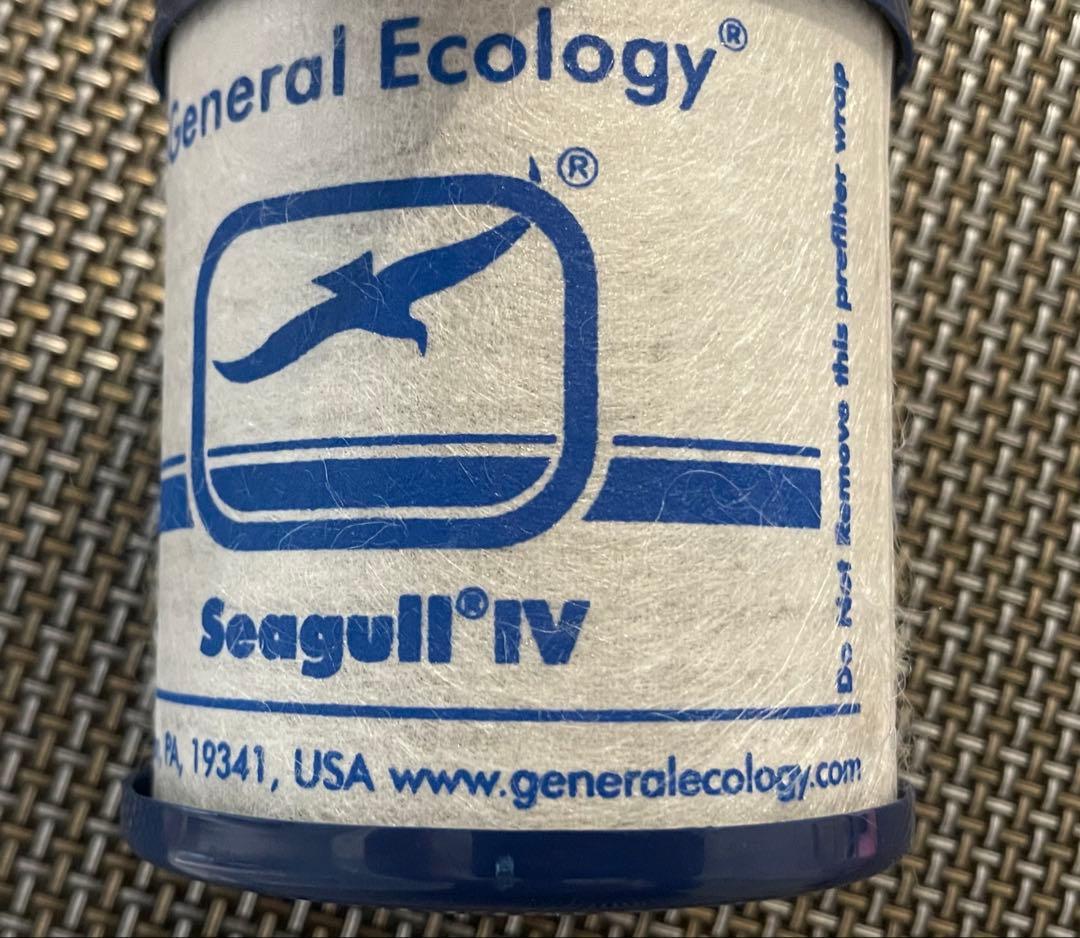 General Ecology®
®
Seagull® IV
PA, 19341, USA www.generalecology.com
Do Not Remove this prefilter wrap